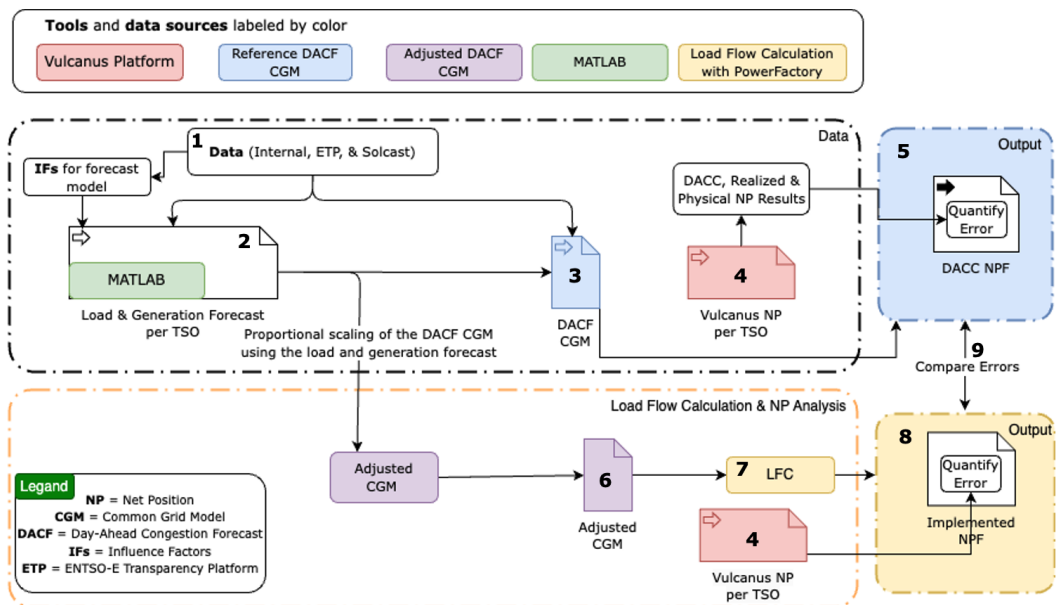 Tools and data sources labeled by color
Vulcanus Platform
Reference DACF
CGM
Adjusted DACF
CGM
MATLAB
Load Flow Calculation
with PowerFactory
Data
1
Data (Internal, ETP, & Solcast)
IFs for forecast
model
2
MATLAB
Load & Generation Forecast
per TSO
3
DACF
CGM
DACC, Realized &
Physical NP Results
4
Vulcanus NP
per TSO
Proportional scaling of the DACF CGM
using the load and generation forecast
5
Output
Quantify
Error
DACC NPF
9
Compare Errors
Load Flow Calculation & NP Analysis
Adjusted
CGM
6
Adjusted
CGM
7
LFC
4
Vulcanus NP
per TSO
8
Output
Quantify
Error
Implemented
NPF
Legand
NP = Net Position
CGM = Common Grid Model
DACF = Day-Ahead Congestion Forecast
IFs = Influence Factors
ETP = ENTSO-E Transparency Platform